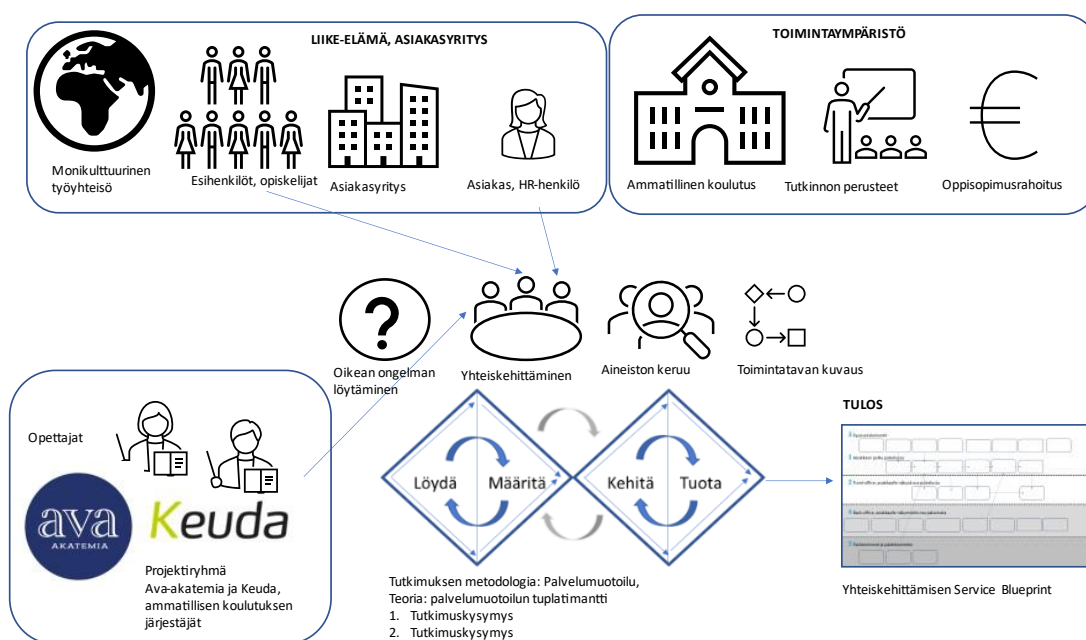 LIIKE-ELÄMÄ, ASIAKASYRITYS
Monikulttuurinen
työyhteisö
Esihenkilöt, opiskelijat
Asiakasyritys
Asiakas, HR-henkilö
TOIMINTAYMPÄRISTÖ
Ammatillinen koulutus
Tutkinnon perusteet
Oppisopimusrahoitus
?
Oikean ongelman
löytäminen
Yhteiskehittäminen
Aineiston keruu
Toimintatavan kuvaus
Opettajat
ava
AKATEMIA
Keuda
Projektiryhmä
Ava-akatemia ja Keuda,
ammatillisen koulutuksen
järjestäjät
Löydä
Määritä
Kehitä
Tuota
Tutkimuksen metodologia: Palvelumuotoilu,
Teoria: palvelumuotoilun tuplatimantti
1. Tutkimuskysymys
2. Tutkimuskysymys
TULOS
Yhteiskehittämisen Service Blueprint